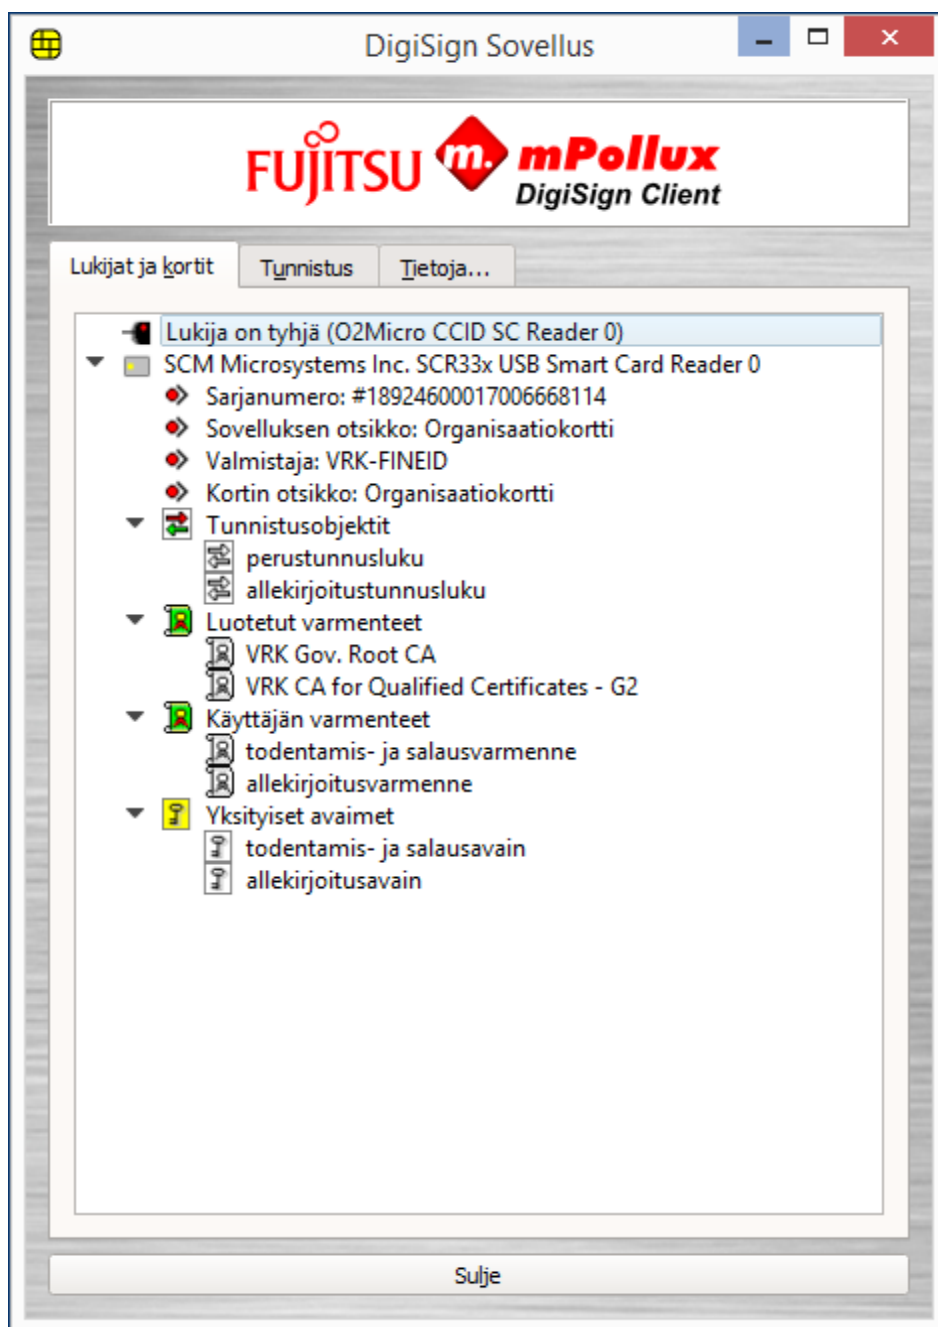 DigiSign Sovellus
FUJITSU m. mPollux
DigiSign Client
Lukijat ja kortit Tunnistus Tietoja...
Lukija on tyhjä (O2Micro CCID SC Reader 0)
SCM Microsystems Inc. SCR33x USB Smart Card Reader 0
Sarjanumero: #18924600017006668114
Sovelluksen otsikko: Organisaatiokortti
Valmistaja: VRK-FINEID
Kortin otsikko: Organisaatiokortti
Tunnistusobjektit
perustunnusluku
allekirjoitustunnusluku
Luotetut varmenteet
VRK Gov. Root CA
VRK CA for Qualified Certificates - G2
Käyttäjän varmenteet
todentamis- ja salausvarmenne
allekirjoitusvarmenne
Yksityiset avaimet
todentamis- ja salausavain
allekirjoitusavain
Sulje